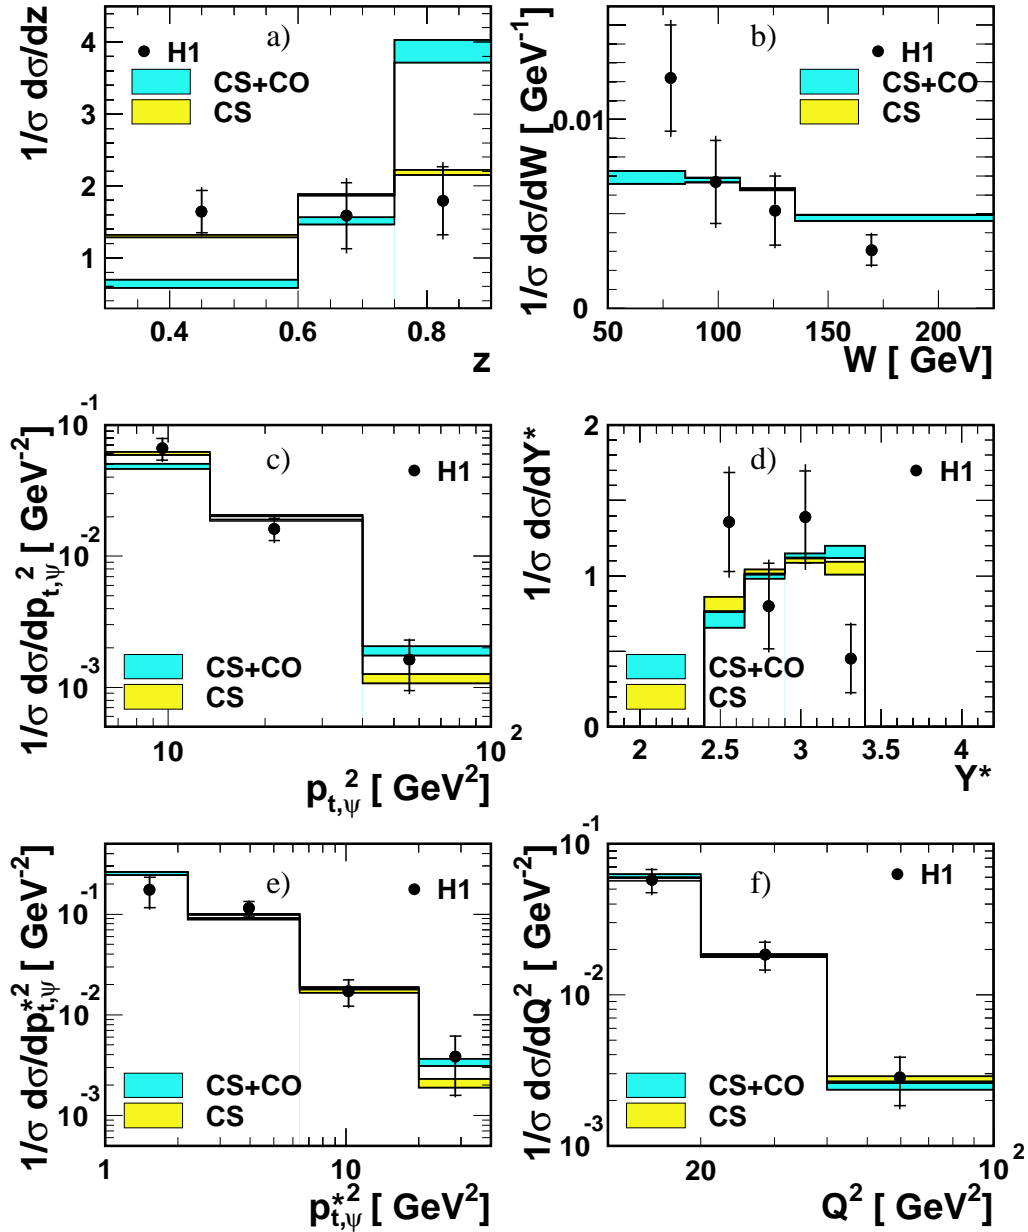 1/σ dσ/dz
a)
H1
CS+CO
CS
4
3
2
1
0.4
0.6
0.8
z
1/σ dσ/dW [ GeV-1]
b)
H1
CS+CO
CS
0.01
0
50
100
150
200
W [ GeV]
1/σ dσ/dpt,ψ2 [ GeV-2]
c)
H1
CS+CO
CS
10-1
10-2
10-3
10
102
pt,ψ2 [ GeV2]
1/σ dσ/dY*
d)
H1
CS+CO
CS
2
1
0
2
2.5
3
3.5
4
Y*
1/σ dσ/dp*2t,ψ [ GeV-2]
e)
H1
CS+CO
CS
10-1
10-2
10-3
1
10
p*2t,ψ [ GeV2]
1/σ dσ/dQ2 [ GeV-2]
f)
H1
CS+CO
CS
10-1
10-2
10-3
20
102
Q2 [ GeV2]